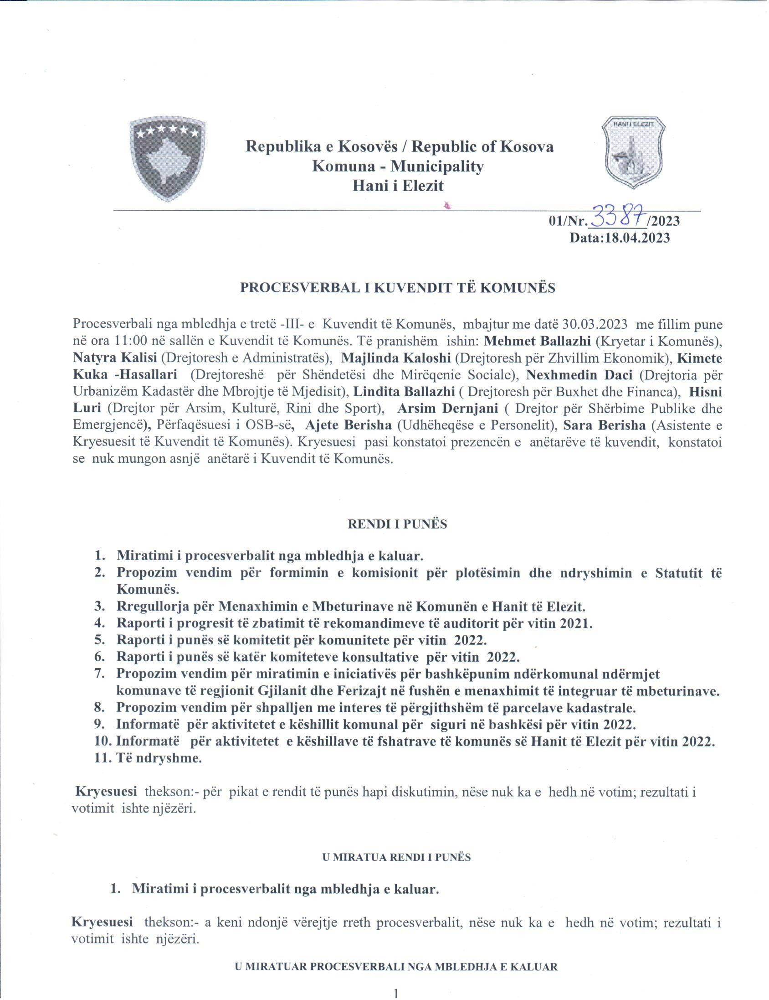 HANI I ELEZIT
Republika e Kosovës / Republic of Kosova
Komuna - Municipality
Hani i Elezit
01/Nr. 3387 /2023
Data:18.04.2023
PROCESVERBAL I KUVENDIT TË KOMUNËS
Procesverbali nga mbledhja e tretë -III- e Kuvendit të Komunës, mbajtur me datë 30.03.2023 me fillim pune
në ora 11:00 në sallën e Kuvendit të Komunës. Të pranishëm ishin: Mehmet Ballazhi (Kryetar i Komunës),
Natyra Kalisi (Drejtoresh e Administratës), Majlinda Kaloshi (Drejtoresh për Zhvillim Ekonomik), Kimete
Kuka -Hasallari (Drejtoreshë për Shëndetësi dhe Mirëqenie Sociale), Nexhmedin Daci (Drejtoria për
Urbanizëm Kadastër dhe Mbrojtje të Mjedisit), Lindita Ballazhi ( Drejtoresh për Buxhet dhe Financa), Hisni
Luri (Drejtor për Arsim, Kulturë, Rini dhe Sport), Arsim Dernjani ( Drejtor për Shërbime Publike dhe
Emergjencë), Përfaqësuesi i OSB-së, Ajete Berisha (Udhëheqëse e Personelit), Sara Berisha (Asistente e
Kryesuesit të Kuvendit të Komunës). Kryesuesi pasi konstatoi prezencën e anëtarëve të kuvendit, konstatoi
se nuk mungon asnjë anëtarë i Kuvendit të Komunës.
RENDI I PUNËS
1. Miratimi i procesverbalit nga mbledhja e kaluar.
2. Propozim vendim për formimin e komisionit për plotësimin dhe ndryshimin e Statutit të
Komunës.
3. Rregullorja për Menaxhimin e Mbeturinave në Komunën e Hanit të Elezit.
4. Raporti i progresit të zbatimit të rekomandimeve të auditorit për vitin 2021.
5. Raporti i punës së komitetit për komunitete për vitin 2022.
6. Raporti i punës së katër komiteteve konsultative për vitin 2022.
7. Propozim vendim për miratimin e iniciativës për bashkëpunim ndërkomunal ndërmjet
komunave të regjionit Gjilanit dhe Ferizajt në fushën e menaxhimit të integruar të mbeturinave.
8. Propozim vendim për shpalljen me interes të përgjithshëm të parcelave kadastrale.
9. Informatë për aktivitetet e këshillit komunal për siguri në bashkësi për vitin 2022.
10. Informatë për aktivitetet e këshillave të fshatrave të komunës së Hanit të Elezit për vitin 2022.
11. Të ndryshme.
Kryesuesi thekson:- për pikat e rendit të punës hapi diskutimin, nëse nuk ka e hedh në votim; rezultati i
votimit ishte njëzëri.
U MIRATUA RENDI I PUNËS
1. Miratimi i procesverbalit nga mbledhja e kaluar.
Kryesuesi thekson:- a keni ndonjë vërejtje rreth procesverbalit, nëse nuk ka e hedh në votim; rezultati i
votimit ishte njëzëri.
U MIRATUAR PROCESVERBALI NGA MBLEDHJA E KALUAR
1